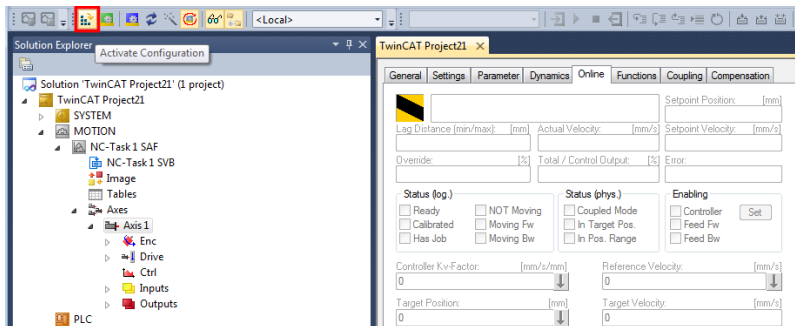 <Local>
Solution Explorer
Activate Configuration
Solution 'TwinCAT Project21' (1 project)
TwinCAT Project21
SYSTEM
MOTION
NC-Task 1 SAF
NC-Task 1 SVB
Image
Tables
Axes
Axis 1
Enc
Drive
Ctrl
Inputs
Outputs
PLC
TwinCAT Project21
General Settings Parameter Dynamics Online Functions Coupling Compensation
Setpoint Position: [mm]
Lag Distance (min/max): [mm] Actual Velocity: [mm/s] Setpoint Velocity: [mm/s]
Override: [%] Total / Control Output: [%] Error:
Status (log.) Status (phys.) Enabling
Ready NOT Moving Coupled Mode Controller Set
Calibrated Moving Fw In Target Pos. Feed Fw
Has Job Moving Bw In Pos. Range Feed Bw
Controller Kv-Factor: [mm/s/mm] Reference Velocity: [mm/s]
0 0
Target Position: [mm] Target Velocity: [mm/s]
0 0